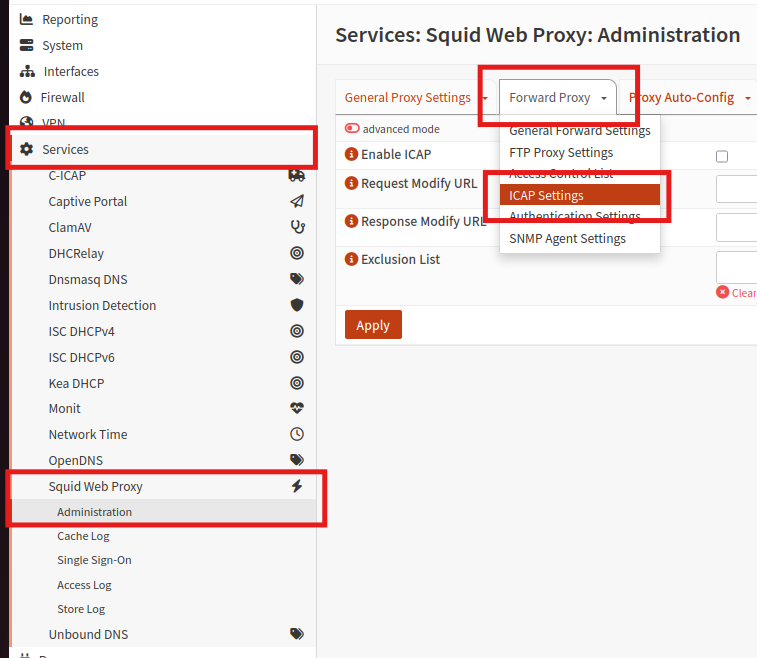 Reporting
System
Interfaces
Firewall
VPN
Services
C-ICAP
Captive Portal
ClamAV
DHCRelay
Dnsmasq DNS
Intrusion Detection
ISC DHCPv4
ISC DHCPv6
Kea DHCP
Monit
Network Time
OpenDNS
Squid Web Proxy
Administration
Cache Log
Single Sign-On
Access Log
Store Log
Unbound DNS
Services: Squid Web Proxy: Administration
General Proxy Settings
Forward Proxy
Proxy Auto-Config
General Forward Settings
FTP Proxy Settings
Access Control List
ICAP Settings
Authentication Settings
SNMP Agent Settings
advanced mode
Enable ICAP
Request Modify URL
Response Modify URL
Exclusion List
Clear
Apply